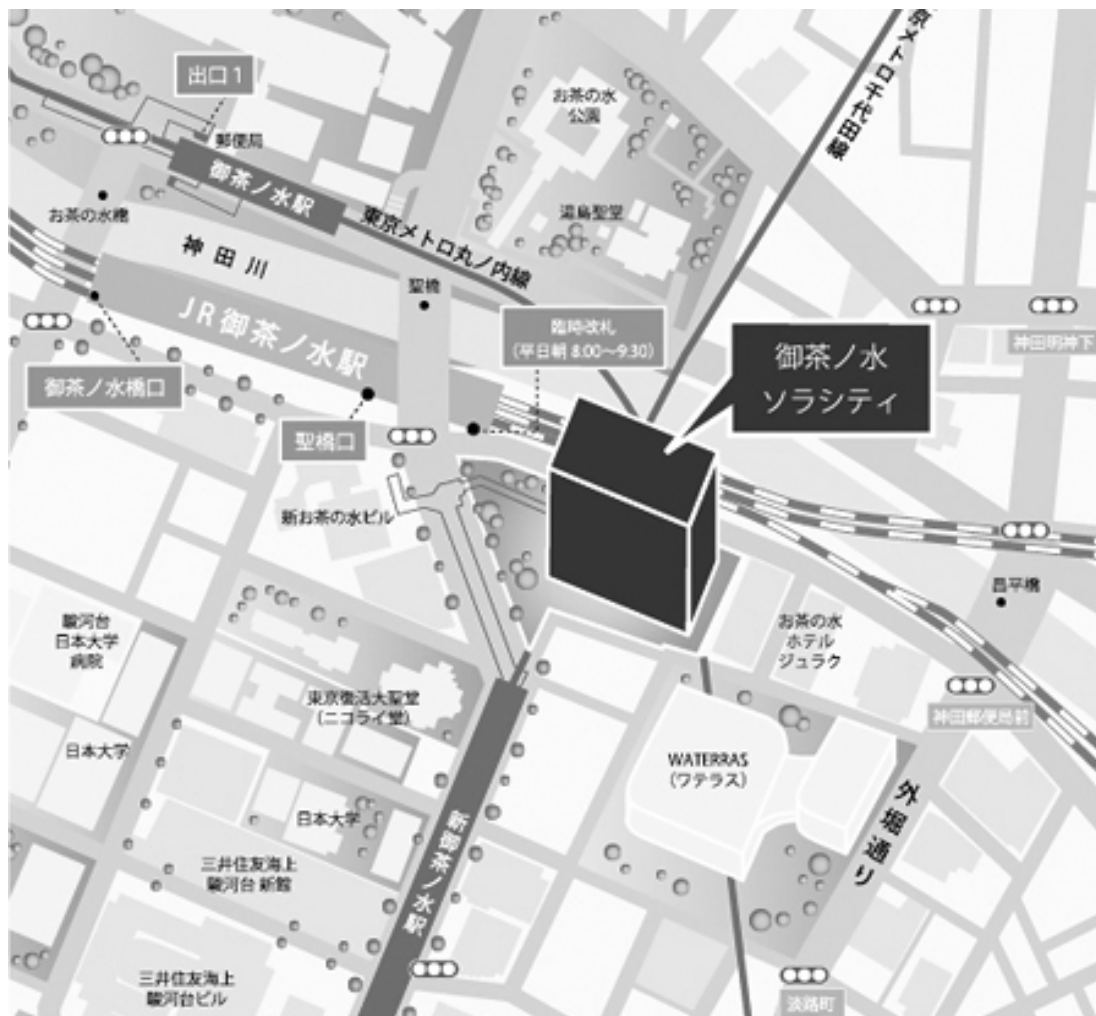 出口1
郵便局
御茶ノ水駅
お茶の水橋
神田川
東京メトロ丸ノ内線
お茶の水
公園
湯島聖堂
京メトロ千代田線
聖橋
JR御茶ノ水駅
臨時改札
(平日朝 8:00〜9:30)
御茶ノ水
ソラシティ
神田明神下
御茶ノ水橋口
聖橋口
新お茶の水ビル
昌平橋
駿河台
日本大学
病院
お茶の水
ホテル
ジュラク
東京復活大聖堂
(ニコライ堂)
神田郵便局前
日本大学
WATERRAS
(ワテラス)
外堀通り
日本大学
新御茶ノ水駅
三井住友海上
駿河台 新館
三井住友海上
駿河台ビル
淡路町